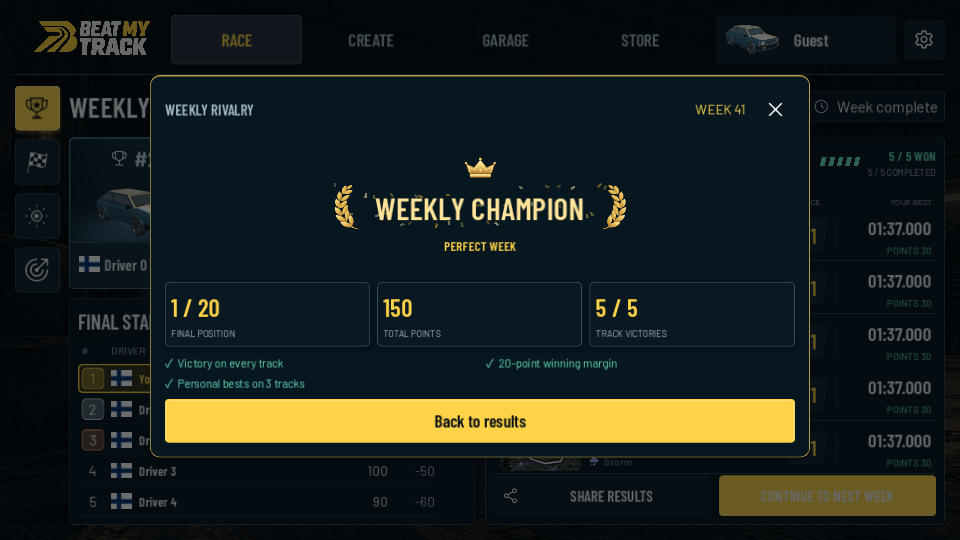 BEAT MY
TRACK
RACE
CREATE
GARAGE
STORE
Guest
WEEKLY
Week complete
WEEKLY RIVALRY
WEEK 41
WEEKLY CHAMPION
PERFECT WEEK
1 / 20
FINAL POSITION
150
TOTAL POINTS
5 / 5
TRACK VICTORIES
✓ Victory on every track
✓ 20-point winning margin
✓ Personal bests on 3 tracks
Back to results
5 / 5 WON
5 / 5 COMPLETED
YOUR BEST
01:37.000
POINTS 30
01:37.000
POINTS 30
01:37.000
POINTS 30
01:37.000
POINTS 30
01:37.000
POINTS 30
Driver 0
FINAL STA
# DRIVER
1 Yo
2 Dr
3 Dr
4 Driver 3 100 -50
5 Driver 4 90 -60
Storm
SHARE RESULTS
CONTINUE TO NEXT WEEK